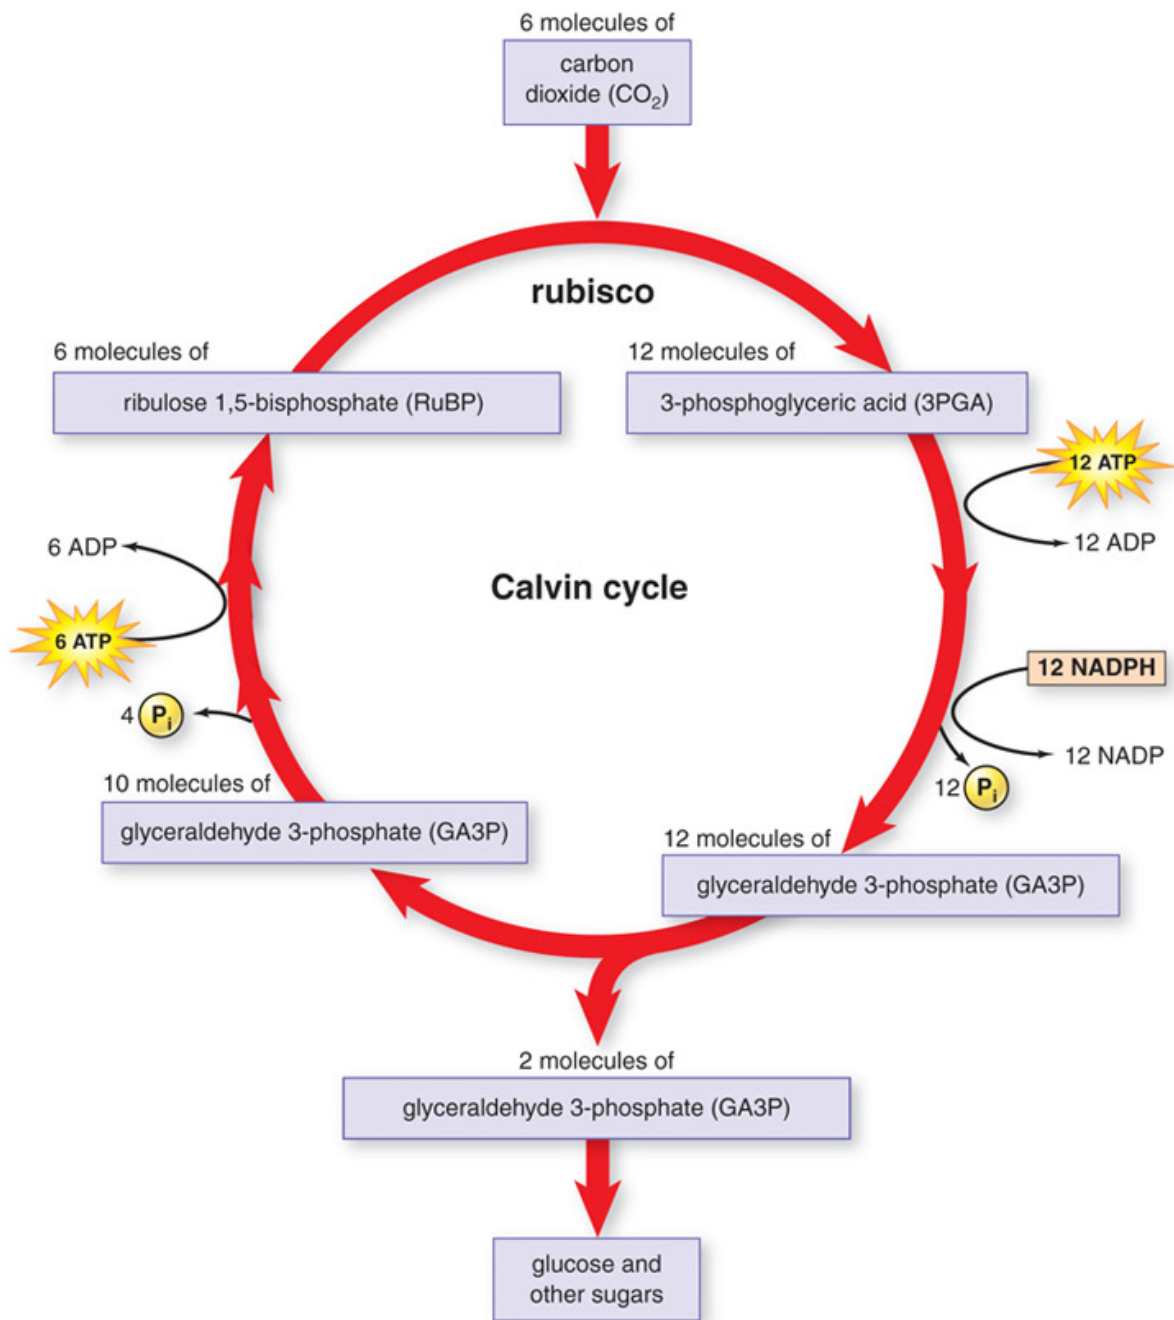 6 molecules of
carbon
dioxide (CO₂)
rubisco
6 molecules of
ribulose 1,5-bisphosphate (RuBP)
12 molecules of
3-phosphoglyceric acid (3PGA)
12 ATP
12 ADP
6 ADP
6 ATP
Calvin cycle
12 NADPH
12 NADP
12 Pᵢ
4 Pᵢ
10 molecules of
glyceraldehyde 3-phosphate (GA3P)
12 molecules of
glyceraldehyde 3-phosphate (GA3P)
2 molecules of
glyceraldehyde 3-phosphate (GA3P)
glucose and
other sugars